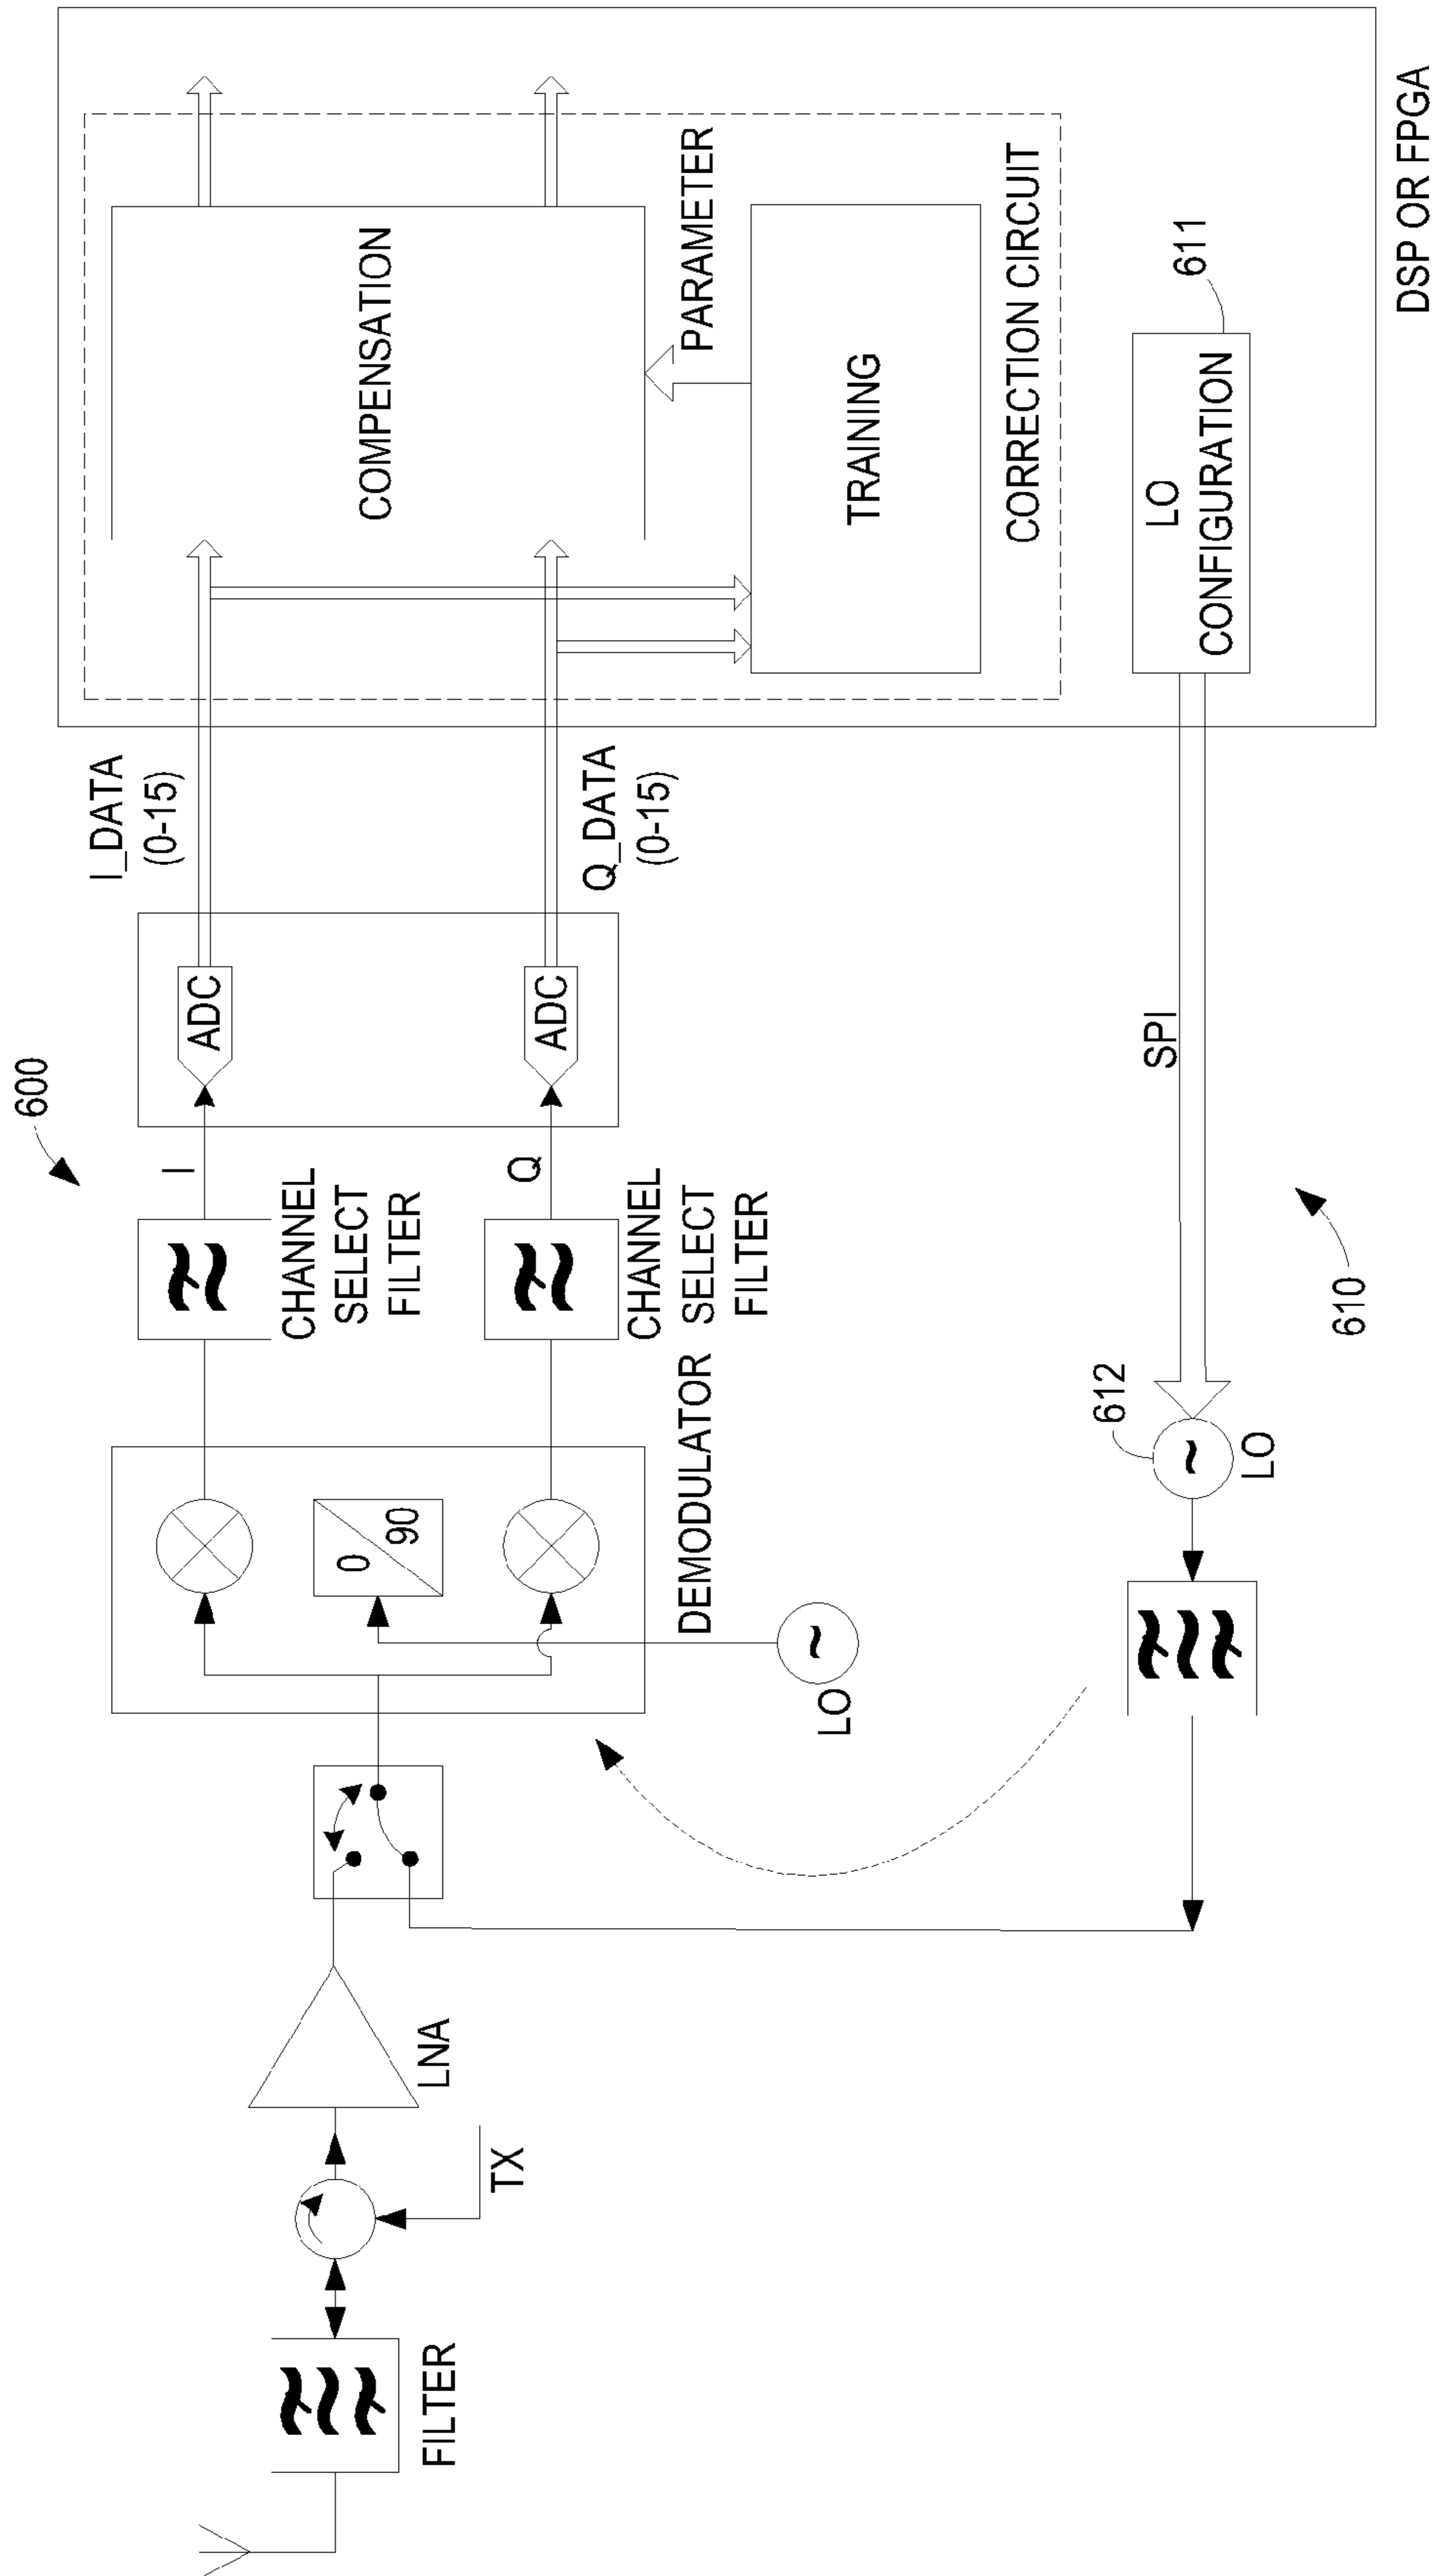 600
FILTER
TX
LNA
LO
0
90
DEMODULATOR
CHANNEL
SELECT
FILTER
CHANNEL
SELECT
FILTER
I
Q
ADC
ADC
I_DATA
(0-15)
Q_DATA
(0-15)
COMPENSATION
PARAMETER
TRAINING
CORRECTION CIRCUIT
LO
CONFIGURATION
611
SPI
612
LO
610
DSP OR FPGA